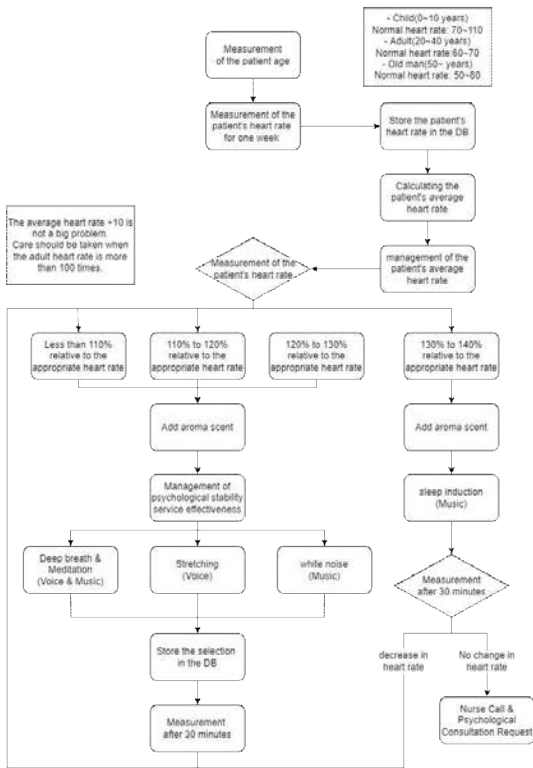 - Child(0~10 years)
Normal heart rate: 70~110
- Adult(20~40 years)
Normal heart rate:60~70
- Old man(50~ years)
Normal heart rate: 50~80
Measurement
of the patient age
Measurement of the
patient's heart rate
for one week
Store the patient's
heart rate in the DB
Calculating the
patient's average
heart rate
The average heart rate +10 is
not a big problem.
Care should be taken when
the adult heart rate is more
than 100 times.
Measurement of the
patient's heart rate
management of the
patient's average
heart rate
Less than 110%
relative to the
appropriate heart rate
110% to 120%
relative to the
appropriate heart rate
120% to 130%
relative to the
appropriate heart rate
130% to 140%
relative to the
appropriate heart rate
Add aroma scent
Add aroma scent
Management of
psychological stability
service effectiveness
sleep induction
(Music)
Deep breath &
Meditation
(Voice & Music)
Stretching
(Voice)
white noise
(Music)
Measurement
after 30 minutes
Store the selection
in the DB
decrease in
heart rate
No change in
heart rate
Measurement
after 30 minutes
Nurse Call &
Psychological
Consultation Request